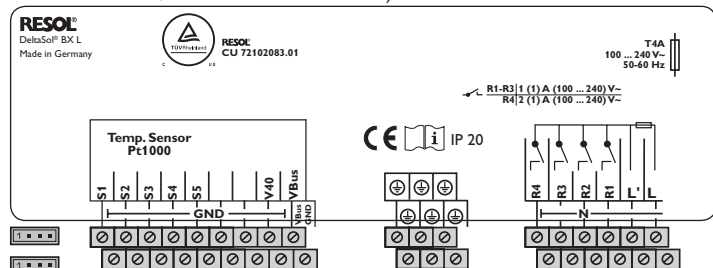 RESOL®
DeltaSol® BX L
Made in Germany
TÜVRheinland
C US
RESOL®
CU 72102083.01
T4A
100 ... 240 V~
50-60 Hz
R1-R3 1 (1) A (100 ... 240) V~
R4 2 (1) A (100 ... 240) V~
Temp. Sensor
Pt1000
CE i IP 20
S1 S2 S3 S4 S5 V40 VBus
GND
VBus
GND
R4 R3 R2 R1 L' L
N
1
1